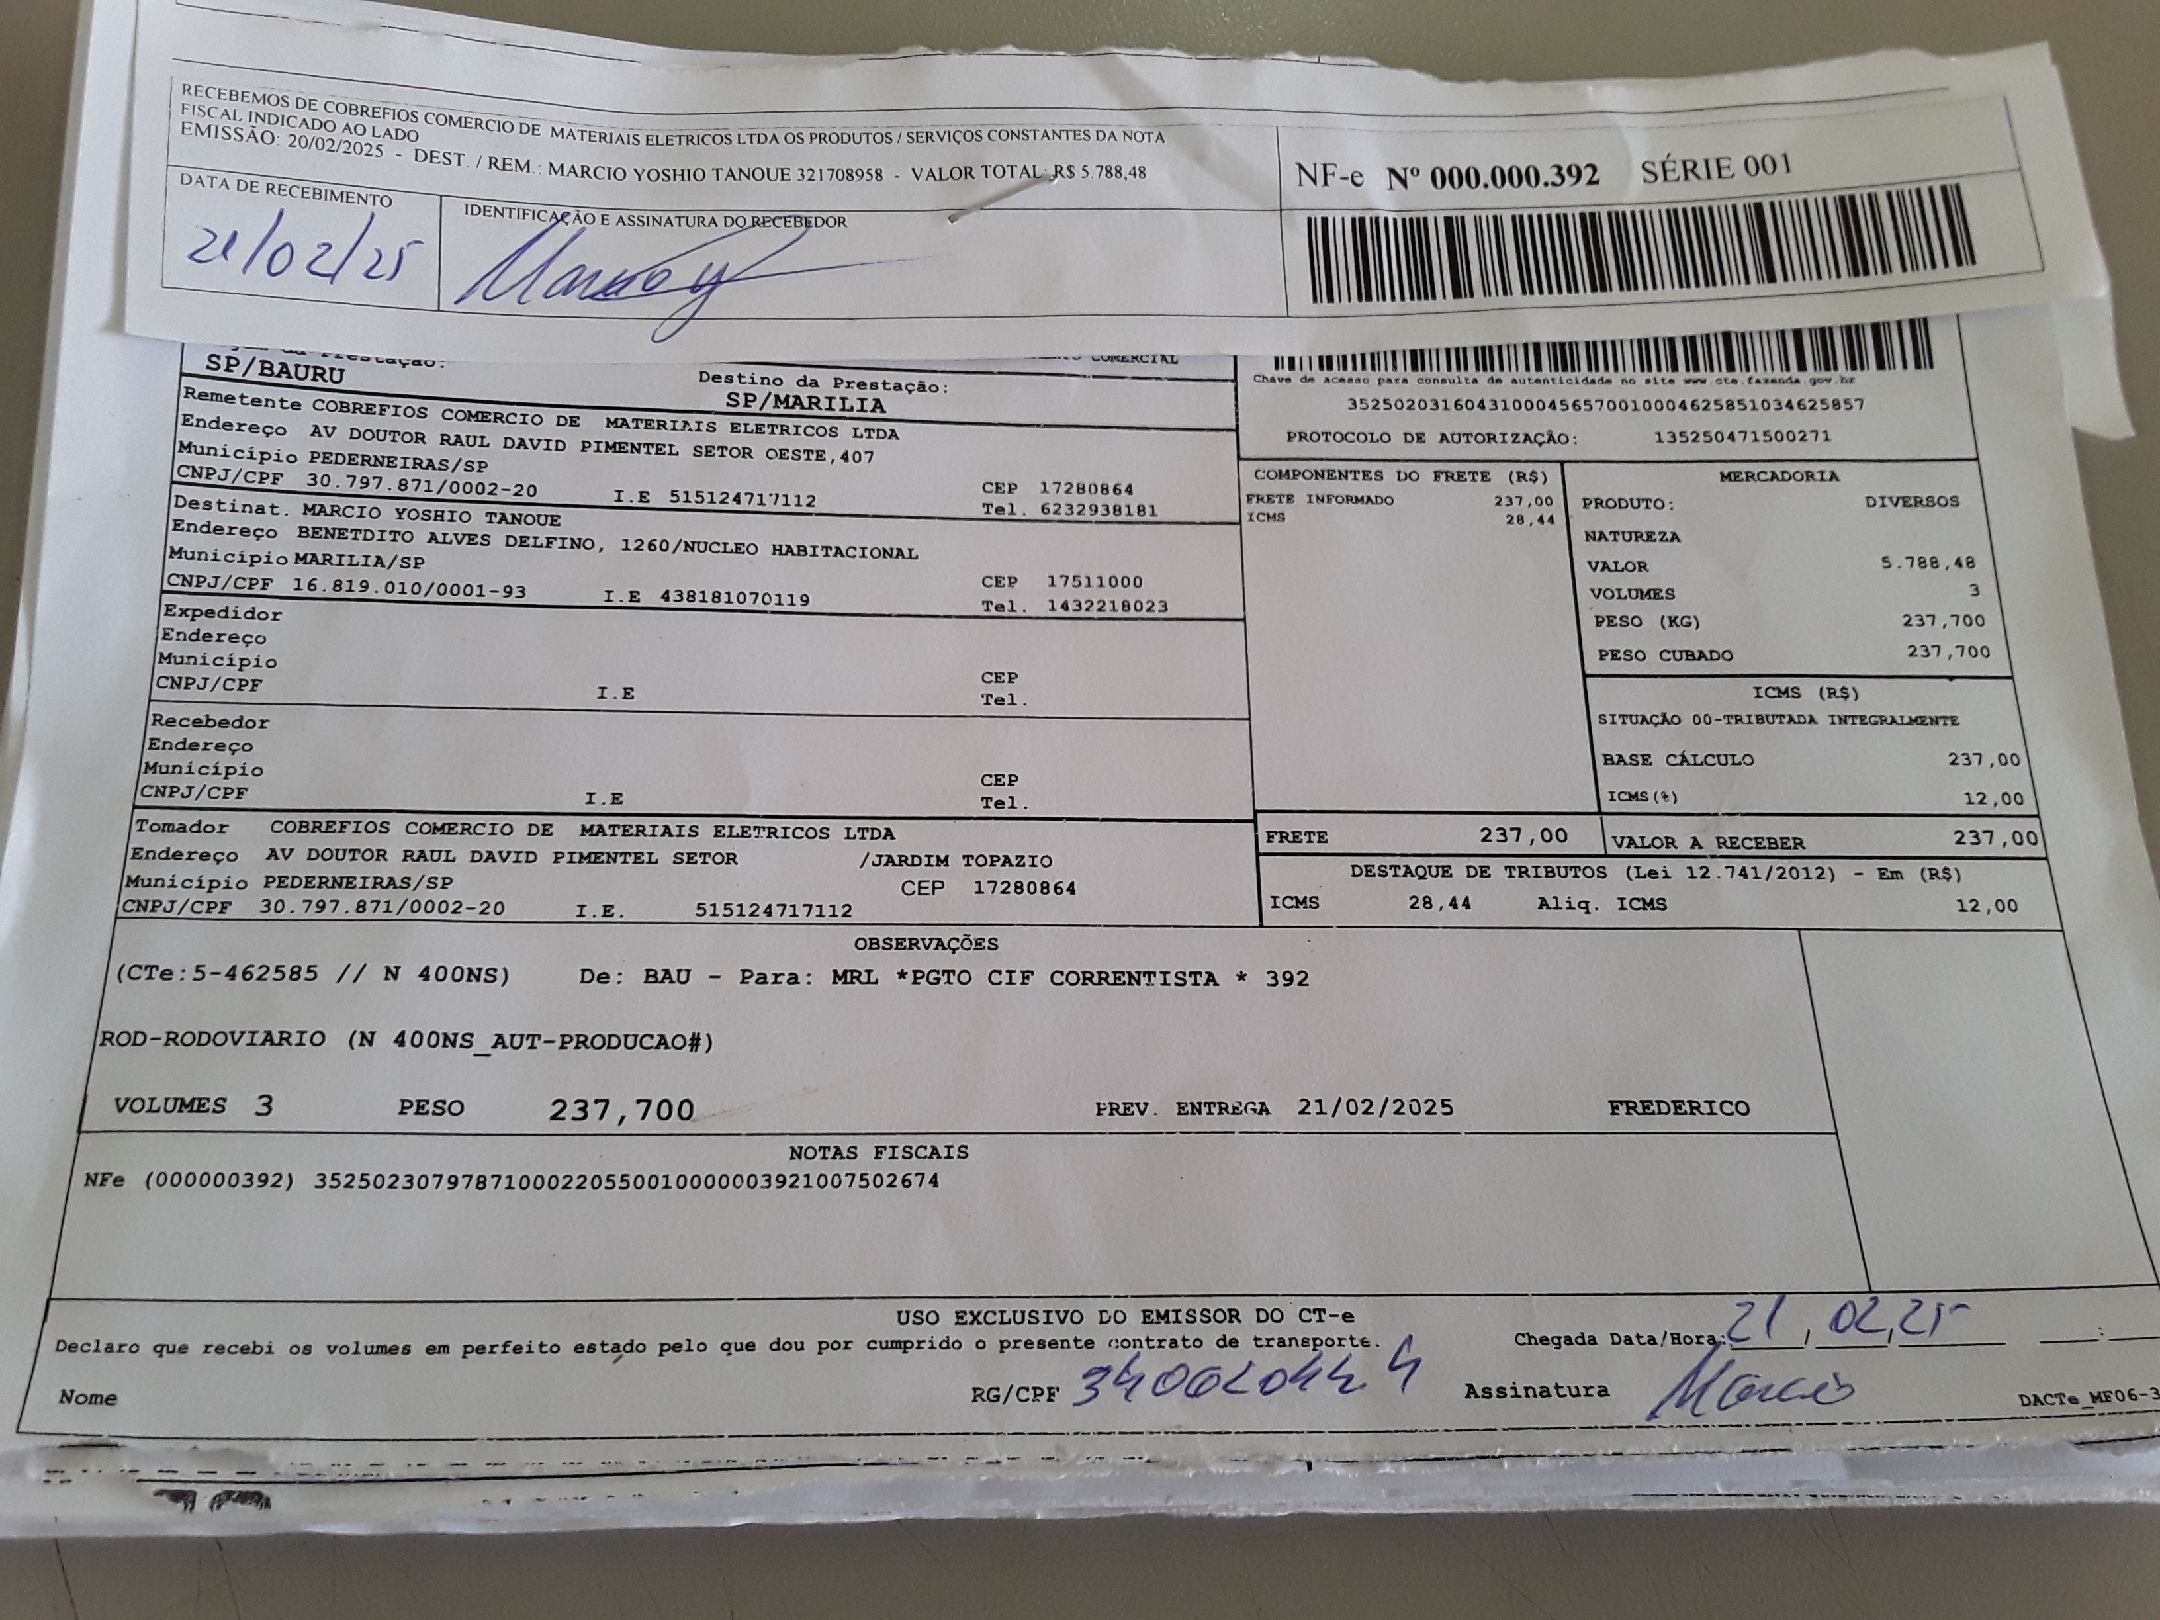 RECEBEMOS DE COBREFIOS COMERCIO DE MATERIAIS ELETRICOS LTDA OS PRODUTOS / SERVIÇOS CONSTANTES DA NOTA
FISCAL INDICADO AO LADO
EMISSÃO: 20/02/2025 - DEST. / REM.: MARCIO YOSHIO TANOUE 321708958 - VALOR TOTAL: R$ 5.788,48
NF-e Nº 000.000.392 SÉRIE 001
DATA DE RECEBIMENTO
21/02/25
IDENTIFICAÇÃO E ASSINATURA DO RECEBEDOR
Prestação:
SP/BAURU
COMERCIAL
Destino da Prestação:
SP/MARILIA
Chave de acesso para consulta de autenticidade no site www.cte.fazenda.gov.br
35250203160431000456570010004625851034625857
PROTOCOLO DE AUTORIZAÇÃO: 135250471500271
Remetente COBREFIOS COMERCIO DE MATERIAIS ELETRICOS LTDA
Endereço AV DOUTOR RAUL DAVID PIMENTEL SETOR OESTE,407
Município PEDERNEIRAS/SP
CEP 17280864
CNPJ/CPF 30.797.871/0002-20 I.E 515124717112 Tel. 6232938181
Destinat. MARCIO YOSHIO TANOUE
Endereço BENETDITO ALVES DELFINO, 1260/NUCLEO HABITACIONAL
Município MARILIA/SP
CEP 17511000
CNPJ/CPF 16.819.010/0001-93 I.E 438181070119 Tel. 1432218023
Expedidor
Endereço
Município
CEP
CNPJ/CPF I.E Tel.
Recebedor
Endereço
Município
CEP
CNPJ/CPF I.E Tel.
Tomador COBREFIOS COMERCIO DE MATERIAIS ELETRICOS LTDA
Endereço AV DOUTOR RAUL DAVID PIMENTEL SETOR /JARDIM TOPAZIO
Município PEDERNEIRAS/SP CEP 17280864
CNPJ/CPF 30.797.871/0002-20 I.E. 515124717112
COMPONENTES DO FRETE (R$)
FRETE INFORMADO 237,00
ICMS 28,44
MERCADORIA
PRODUTO: DIVERSOS
NATUREZA
VALOR 5.788,48
VOLUMES 3
PESO (KG) 237,700
PESO CUBADO 237,700
ICMS (R$)
SITUAÇÃO 00-TRIBUTADA INTEGRALMENTE
BASE CÁLCULO 237,00
ICMS(%) 12,00
FRETE 237,00 VALOR A RECEBER 237,00
DESTAQUE DE TRIBUTOS (Lei 12.741/2012) - Em (R$)
ICMS 28,44 Aliq. ICMS 12,00
OBSERVAÇÕES
(CTe:5-462585 // N 400NS) De: BAU - Para: MRL *PGTO CIF CORRENTISTA * 392
ROD-RODOVIARIO (N 400NS_AUT-PRODUCAO#)
VOLUMES 3 PESO 237,700 PREV. ENTREGA 21/02/2025 FREDERICO
NOTAS FISCAIS
NFe (000000392) 35250230797871000220550010000003921007502674
USO EXCLUSIVO DO EMISSOR DO CT-e
Declaro que recebi os volumes em perfeito estado pelo que dou por cumprido o presente contrato de transporte. Chegada Data/Hora: 21, 02, 25 :
Nome RG/CPF Assinatura Marcio DACTe_MF06-3